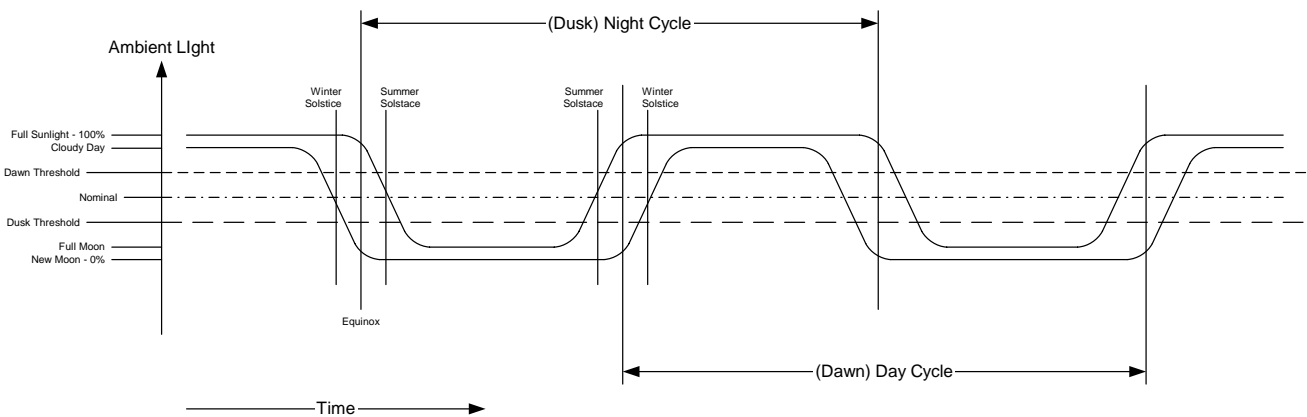 (Dusk) Night Cycle
Ambient LIght
Winter
Solstice
Summer
Solstace
Summer
Solstace
Winter
Solstice
Full Sunlight - 100%
Cloudy Day
Dawn Threshold
Nominal
Dusk Threshold
Full Moon
New Moon - 0%
Equinox
(Dawn) Day Cycle
Time